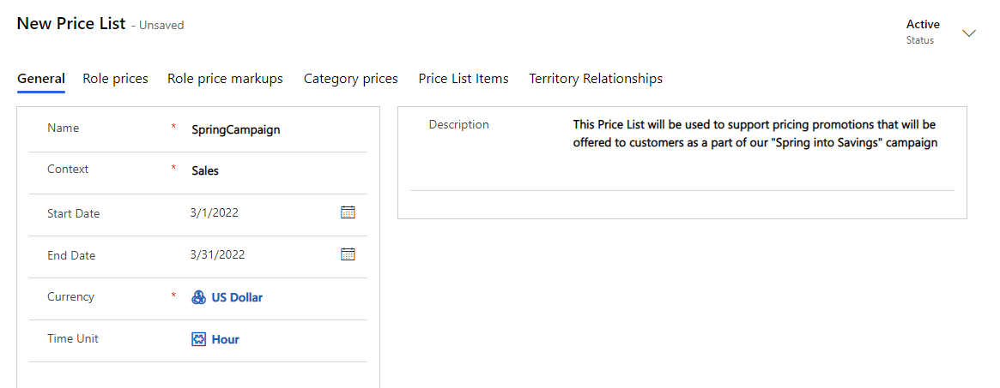 New Price List - Unsaved
Active
Status
General Role prices Role price markups Category prices Price List Items Territory Relationships
Name * SpringCampaign
Context * Sales
Start Date 3/1/2022
End Date 3/31/2022
Currency * US Dollar
Time Unit Hour
Description This Price List will be used to support pricing promotions that will be
offered to customers as a part of our "Spring into Savings" campaign